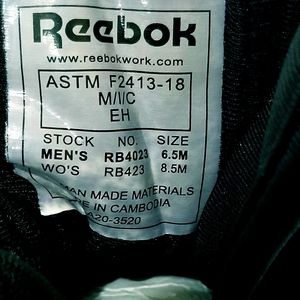 Reebok
www.reebokwork.com
ASTM F2413-18
M/I/C
EH
STOCK NO. SIZE
MEN'S RB4023 6.5M
WO'S RB423 8.5M
MAN MADE MATERIALS
IN CAMBODIA
A20-3520